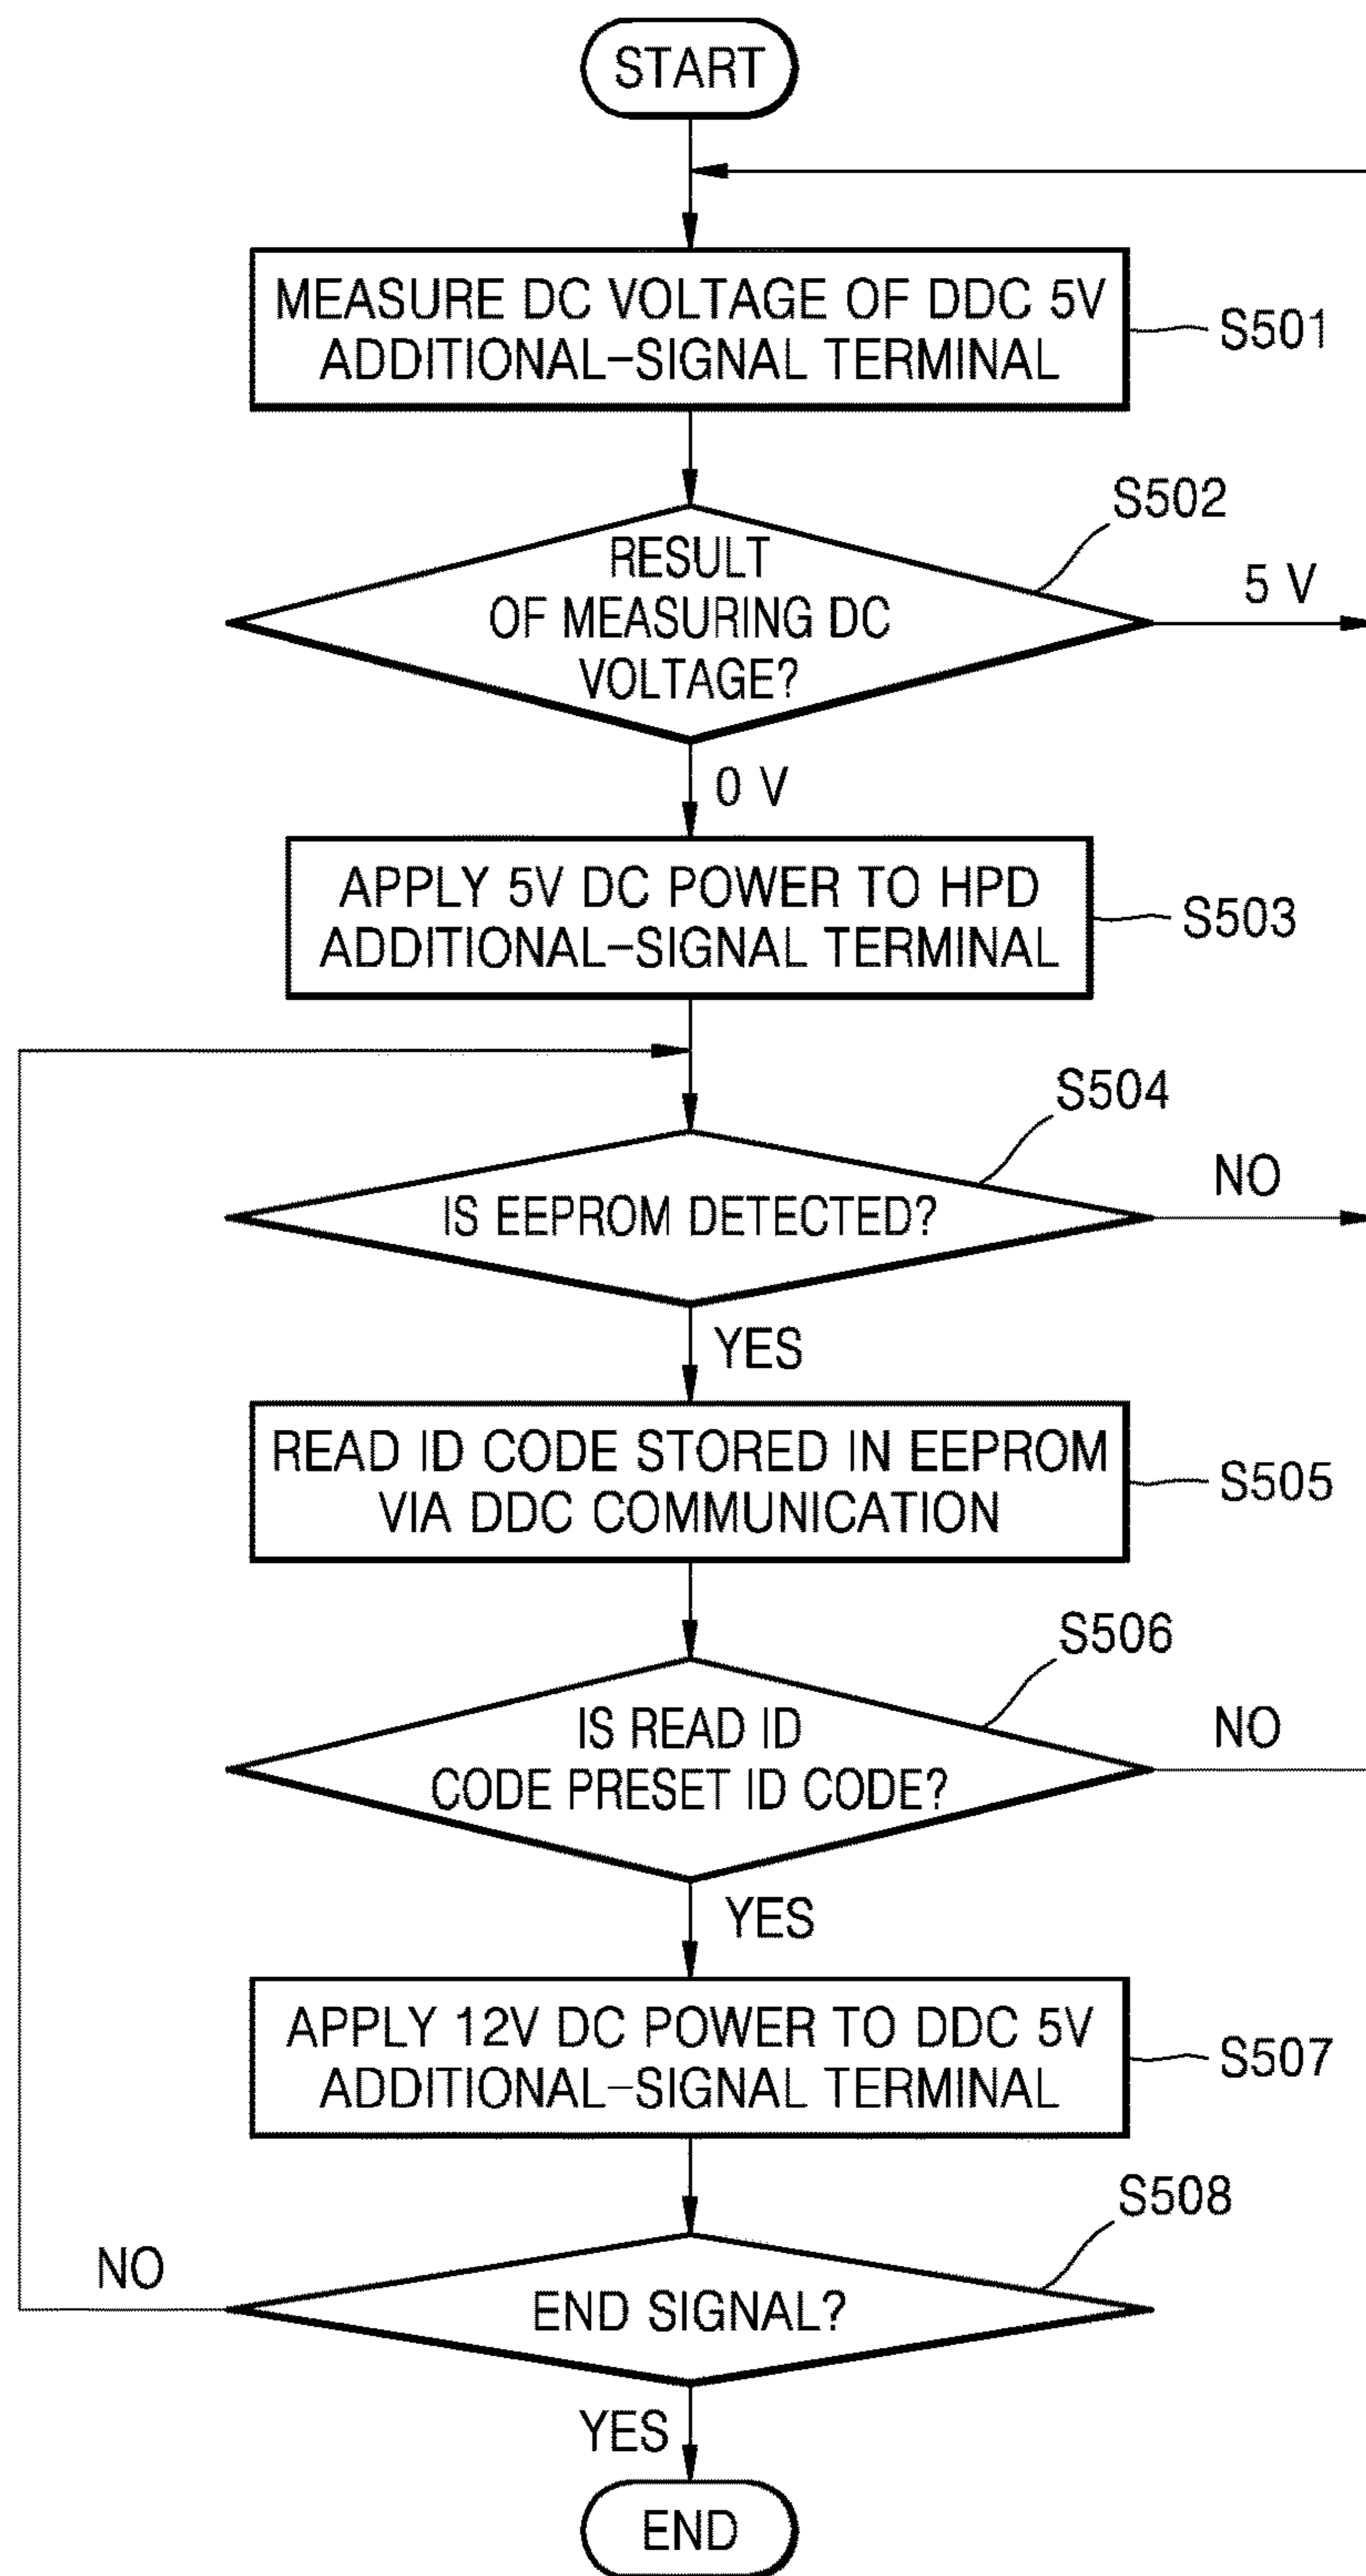 START
MEASURE DC VOLTAGE OF DDC 5V
ADDITIONAL-SIGNAL TERMINAL
S501
S502
RESULT
OF MEASURING DC
VOLTAGE?
5 V
0 V
APPLY 5V DC POWER TO HPD
ADDITIONAL-SIGNAL TERMINAL
S503
S504
IS EEPROM DETECTED?
NO
YES
READ ID CODE STORED IN EEPROM
VIA DDC COMMUNICATION
S505
S506
IS READ ID
CODE PRESET ID CODE?
NO
YES
APPLY 12V DC POWER TO DDC 5V
ADDITIONAL-SIGNAL TERMINAL
S507
S508
NO
END SIGNAL?
YES
END